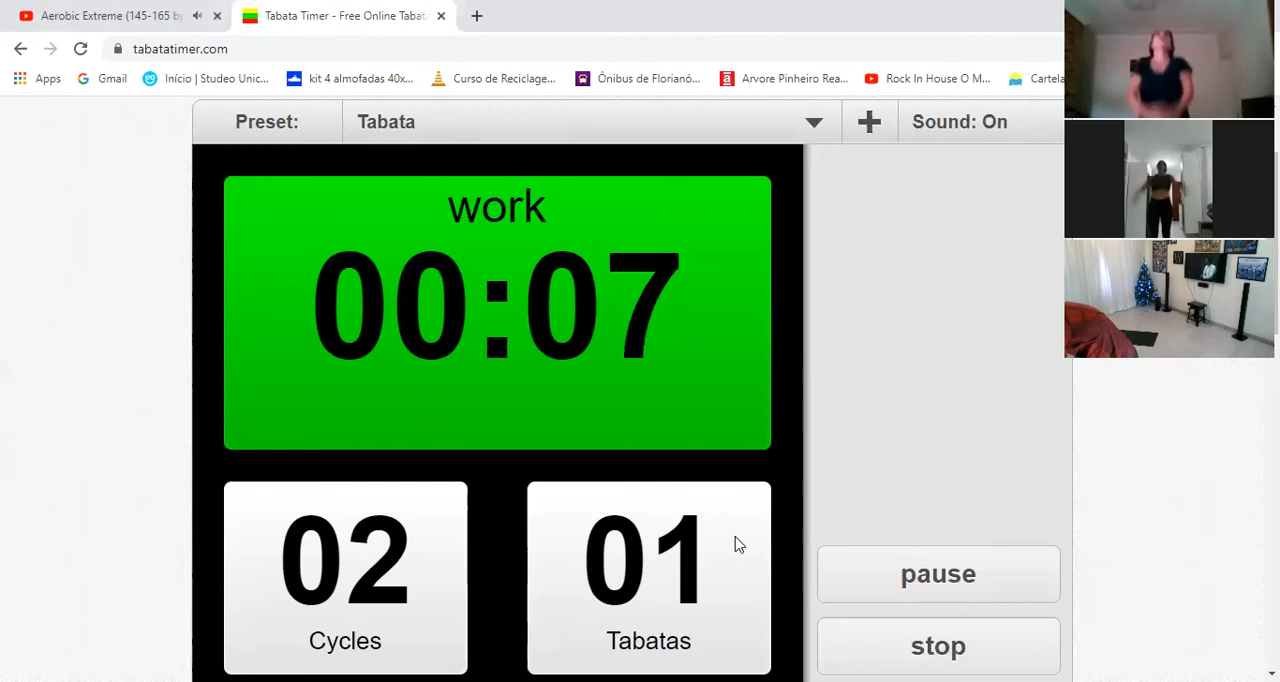 Aerobic Extreme (145-165 bp
Tabata Timer - Free Online Tabat
tabatatimer.com
Apps
Gmail
Início | Studeo Unic...
kit 4 almofadas 40x...
Curso de Reciclage...
Ônibus de Florianó...
Arvore Pinheiro Rea...
Rock In House O M...
Cartela
Preset:
Tabata
Sound: On
work
00:07
02
Cycles
01
Tabatas
pause
stop